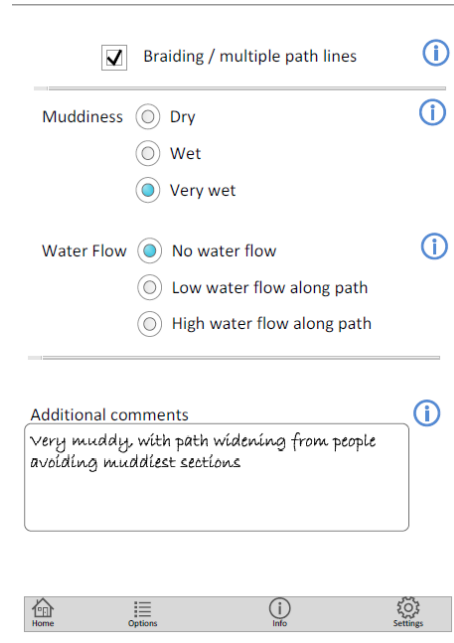 Braiding / multiple path lines
Muddiness
Dry
Wet
Very wet
Water Flow
No water flow
Low water flow along path
High water flow along path
Additional comments
Very muddy, with path widening from people
avoiding muddiest sections
Home Options Info Settings